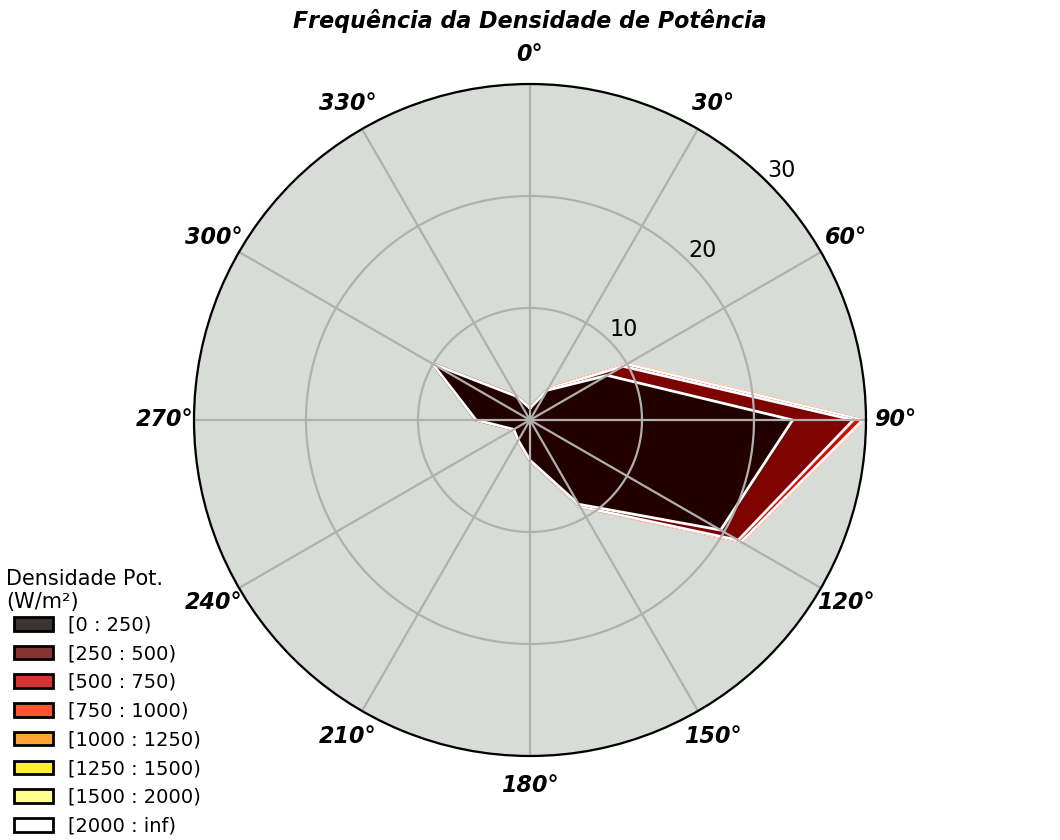 Frequência da Densidade de Potência
0°
330°
30°
30
300°
60°
20
10
270°
90°
240°
120°
210°
150°
180°
Densidade Pot.
(W/m²)
[0 : 250)
[250 : 500)
[500 : 750)
[750 : 1000)
[1000 : 1250)
[1250 : 1500)
[1500 : 2000)
[2000 : inf)